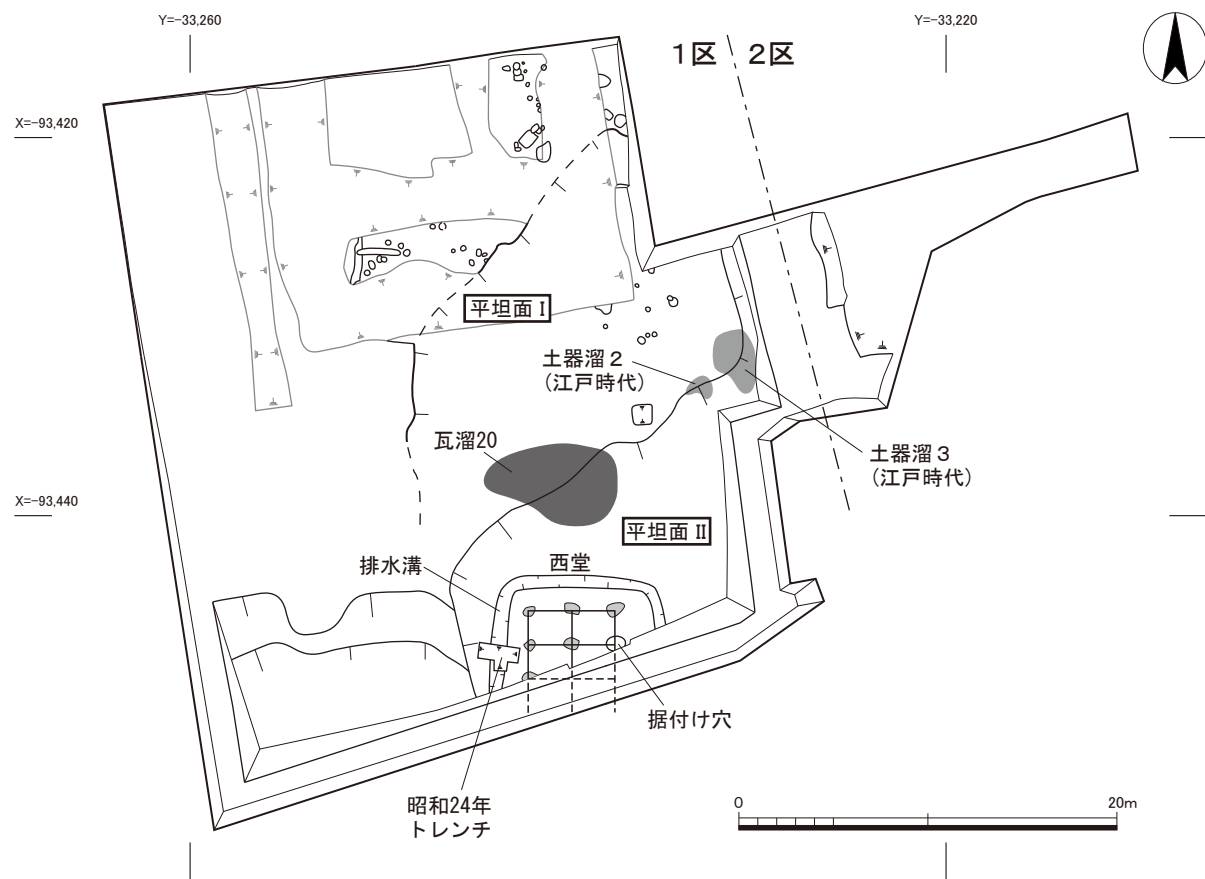 Y=−33,260
Y=−33,220
1区
2区
X=−93,420
平坦面 I
土器溜 2
(江戸時代)
瓦溜20
土器溜 3
(江戸時代)
X=−93,440
平坦面 II
排水溝
西堂
据付け穴
昭和24年
トレンチ
0
20m